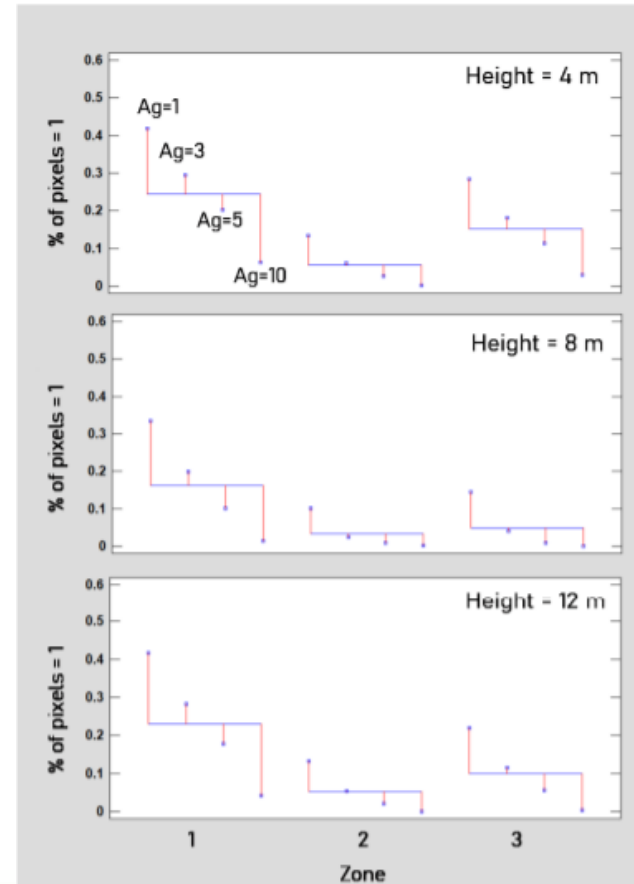 Height = 4 m
% of pixels = 1
0.6
0.5
0.4
0.3
0.2
0.1
0
Ag=1
Ag=3
Ag=5
Ag=10
Height = 8 m
% of pixels = 1
0.6
0.5
0.4
0.3
0.2
0.1
0
Height = 12 m
% of pixels = 1
0.6
0.5
0.4
0.3
0.2
0.1
0
1 2 3
Zone